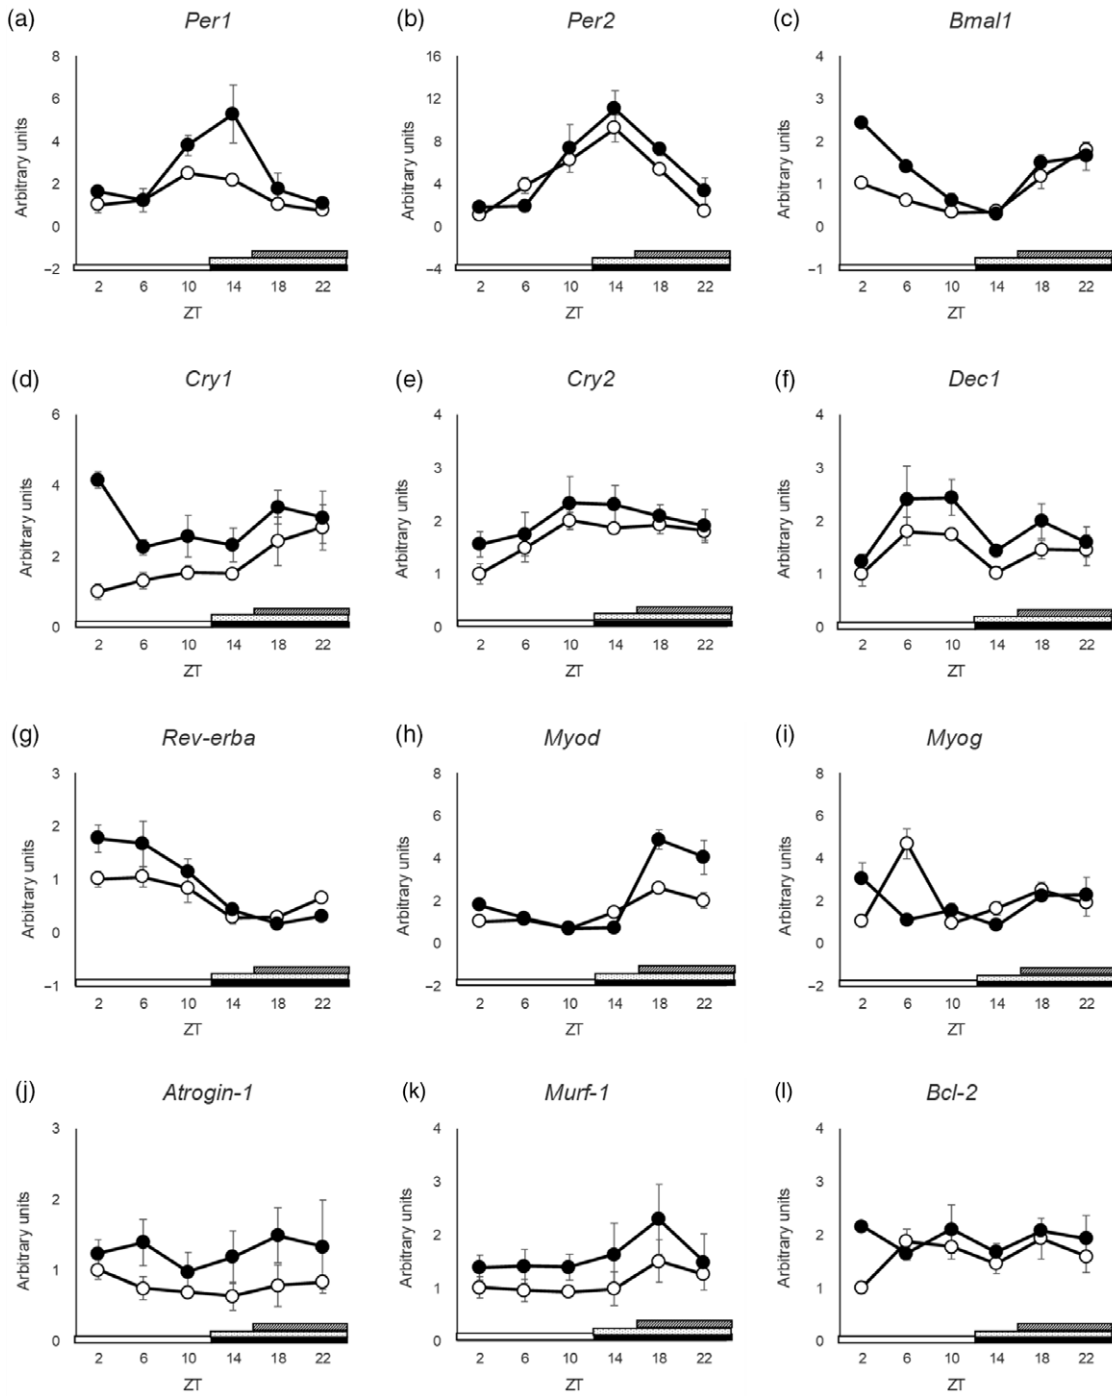 (a) Per1
Arbitrary units
8
6
4
2
0
−2
2 6 10 14 18 22
ZT
(b) Per2
Arbitrary units
16
12
8
4
0
−4
2 6 10 14 18 22
ZT
(c) Bmal1
Arbitrary units
4
3
2
1
0
−1
2 6 10 14 18 22
ZT
(d) Cry1
Arbitrary units
6
4
2
0
2 6 10 14 18 22
ZT
(e) Cry2
Arbitrary units
4
3
2
1
0
2 6 10 14 18 22
ZT
(f) Dec1
Arbitrary units
4
3
2
1
0
2 6 10 14 18 22
ZT
(g) Rev-erba
Arbitrary units
3
2
1
0
−1
2 6 10 14 18 22
ZT
(h) Myod
Arbitrary units
8
6
4
2
0
−2
2 6 10 14 18 22
ZT
(i) Myog
Arbitrary units
8
6
4
2
0
−2
2 6 10 14 18 22
ZT
(j) Atrogin-1
Arbitrary units
3
2
1
0
2 6 10 14 18 22
ZT
(k) Murf-1
Arbitrary units
4
3
2
1
0
2 6 10 14 18 22
ZT
(l) Bcl-2
Arbitrary units
4
3
2
1
0
2 6 10 14 18 22
ZT